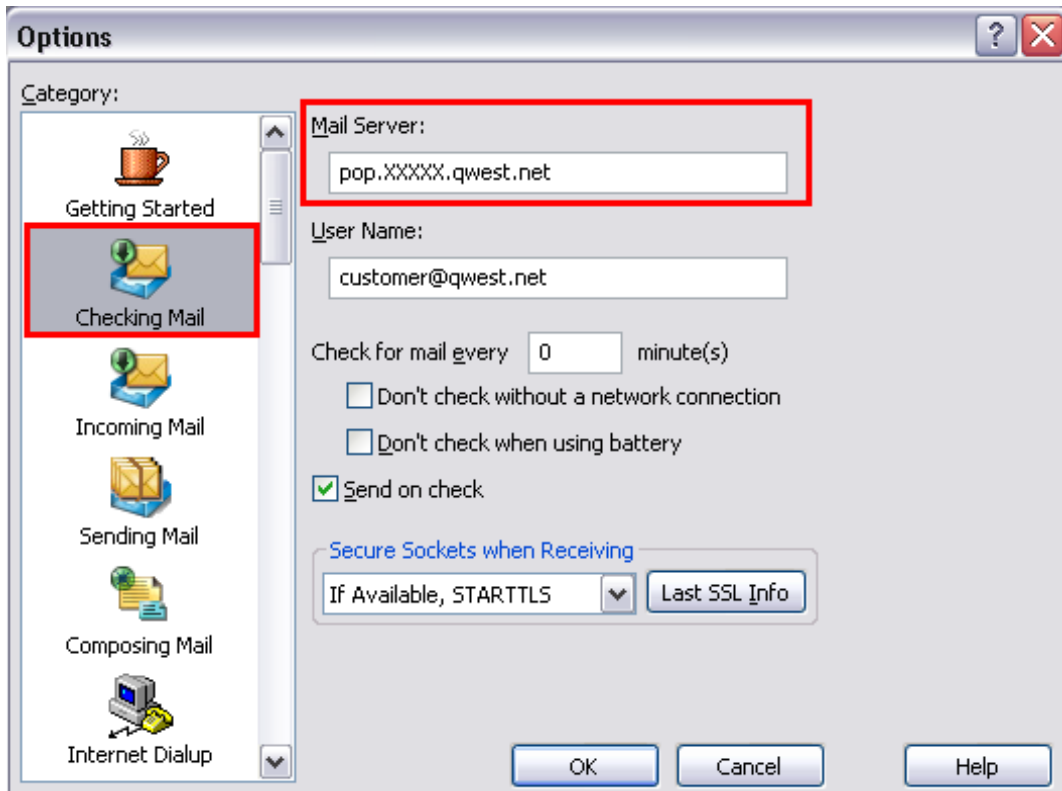 Options
?
Category:
Getting Started
Checking Mail
Incoming Mail
Sending Mail
Composing Mail
Internet Dialup
Mail Server:
pop.XXXXX.qwest.net
User Name:
customer@qwest.net
Check for mail every 0 minute(s)
Don't check without a network connection
Don't check when using battery
Send on check
Secure Sockets when Receiving
If Available, STARTTLS Last SSL Info
OK Cancel Help